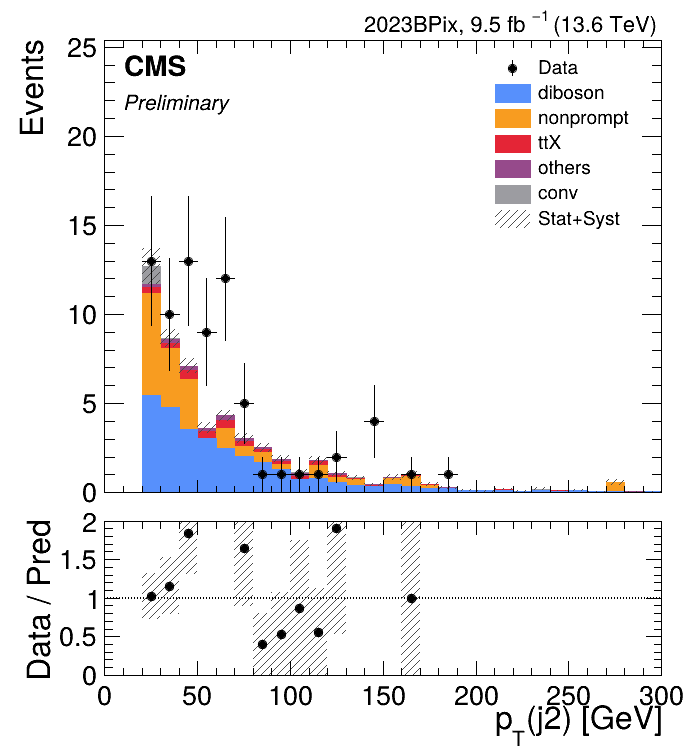 2023BPix, 9.5 fb⁻¹ (13.6 TeV)
CMS
Preliminary
Events
25
20
15
10
5
0
Data
diboson
nonprompt
ttX
others
conv
Stat+Syst
Data / Pred
2
1.5
1
0.5
0
0 50 100 150 200 250 300
p_T(j2) [GeV]